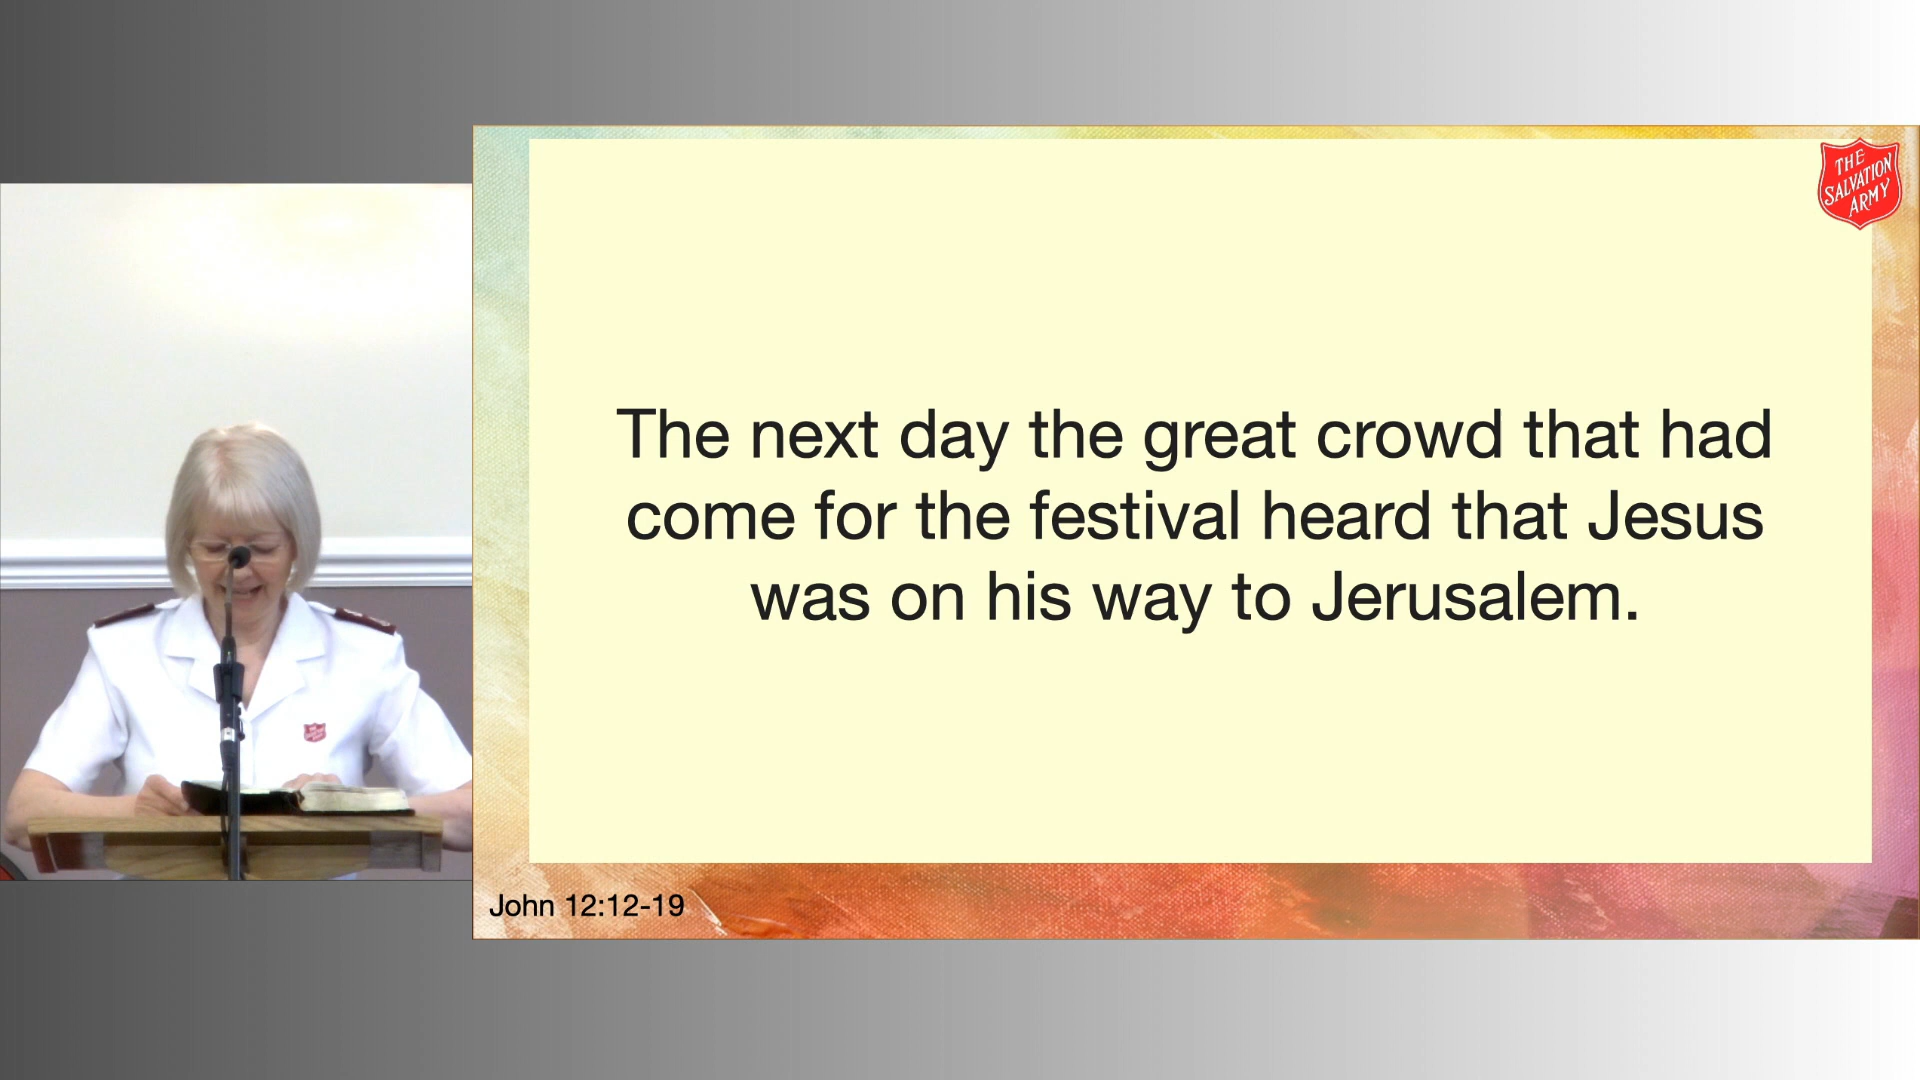 THE
SALVATION
ARMY
The next day the great crowd that had
come for the festival heard that Jesus
was on his way to Jerusalem.
John 12:12-19